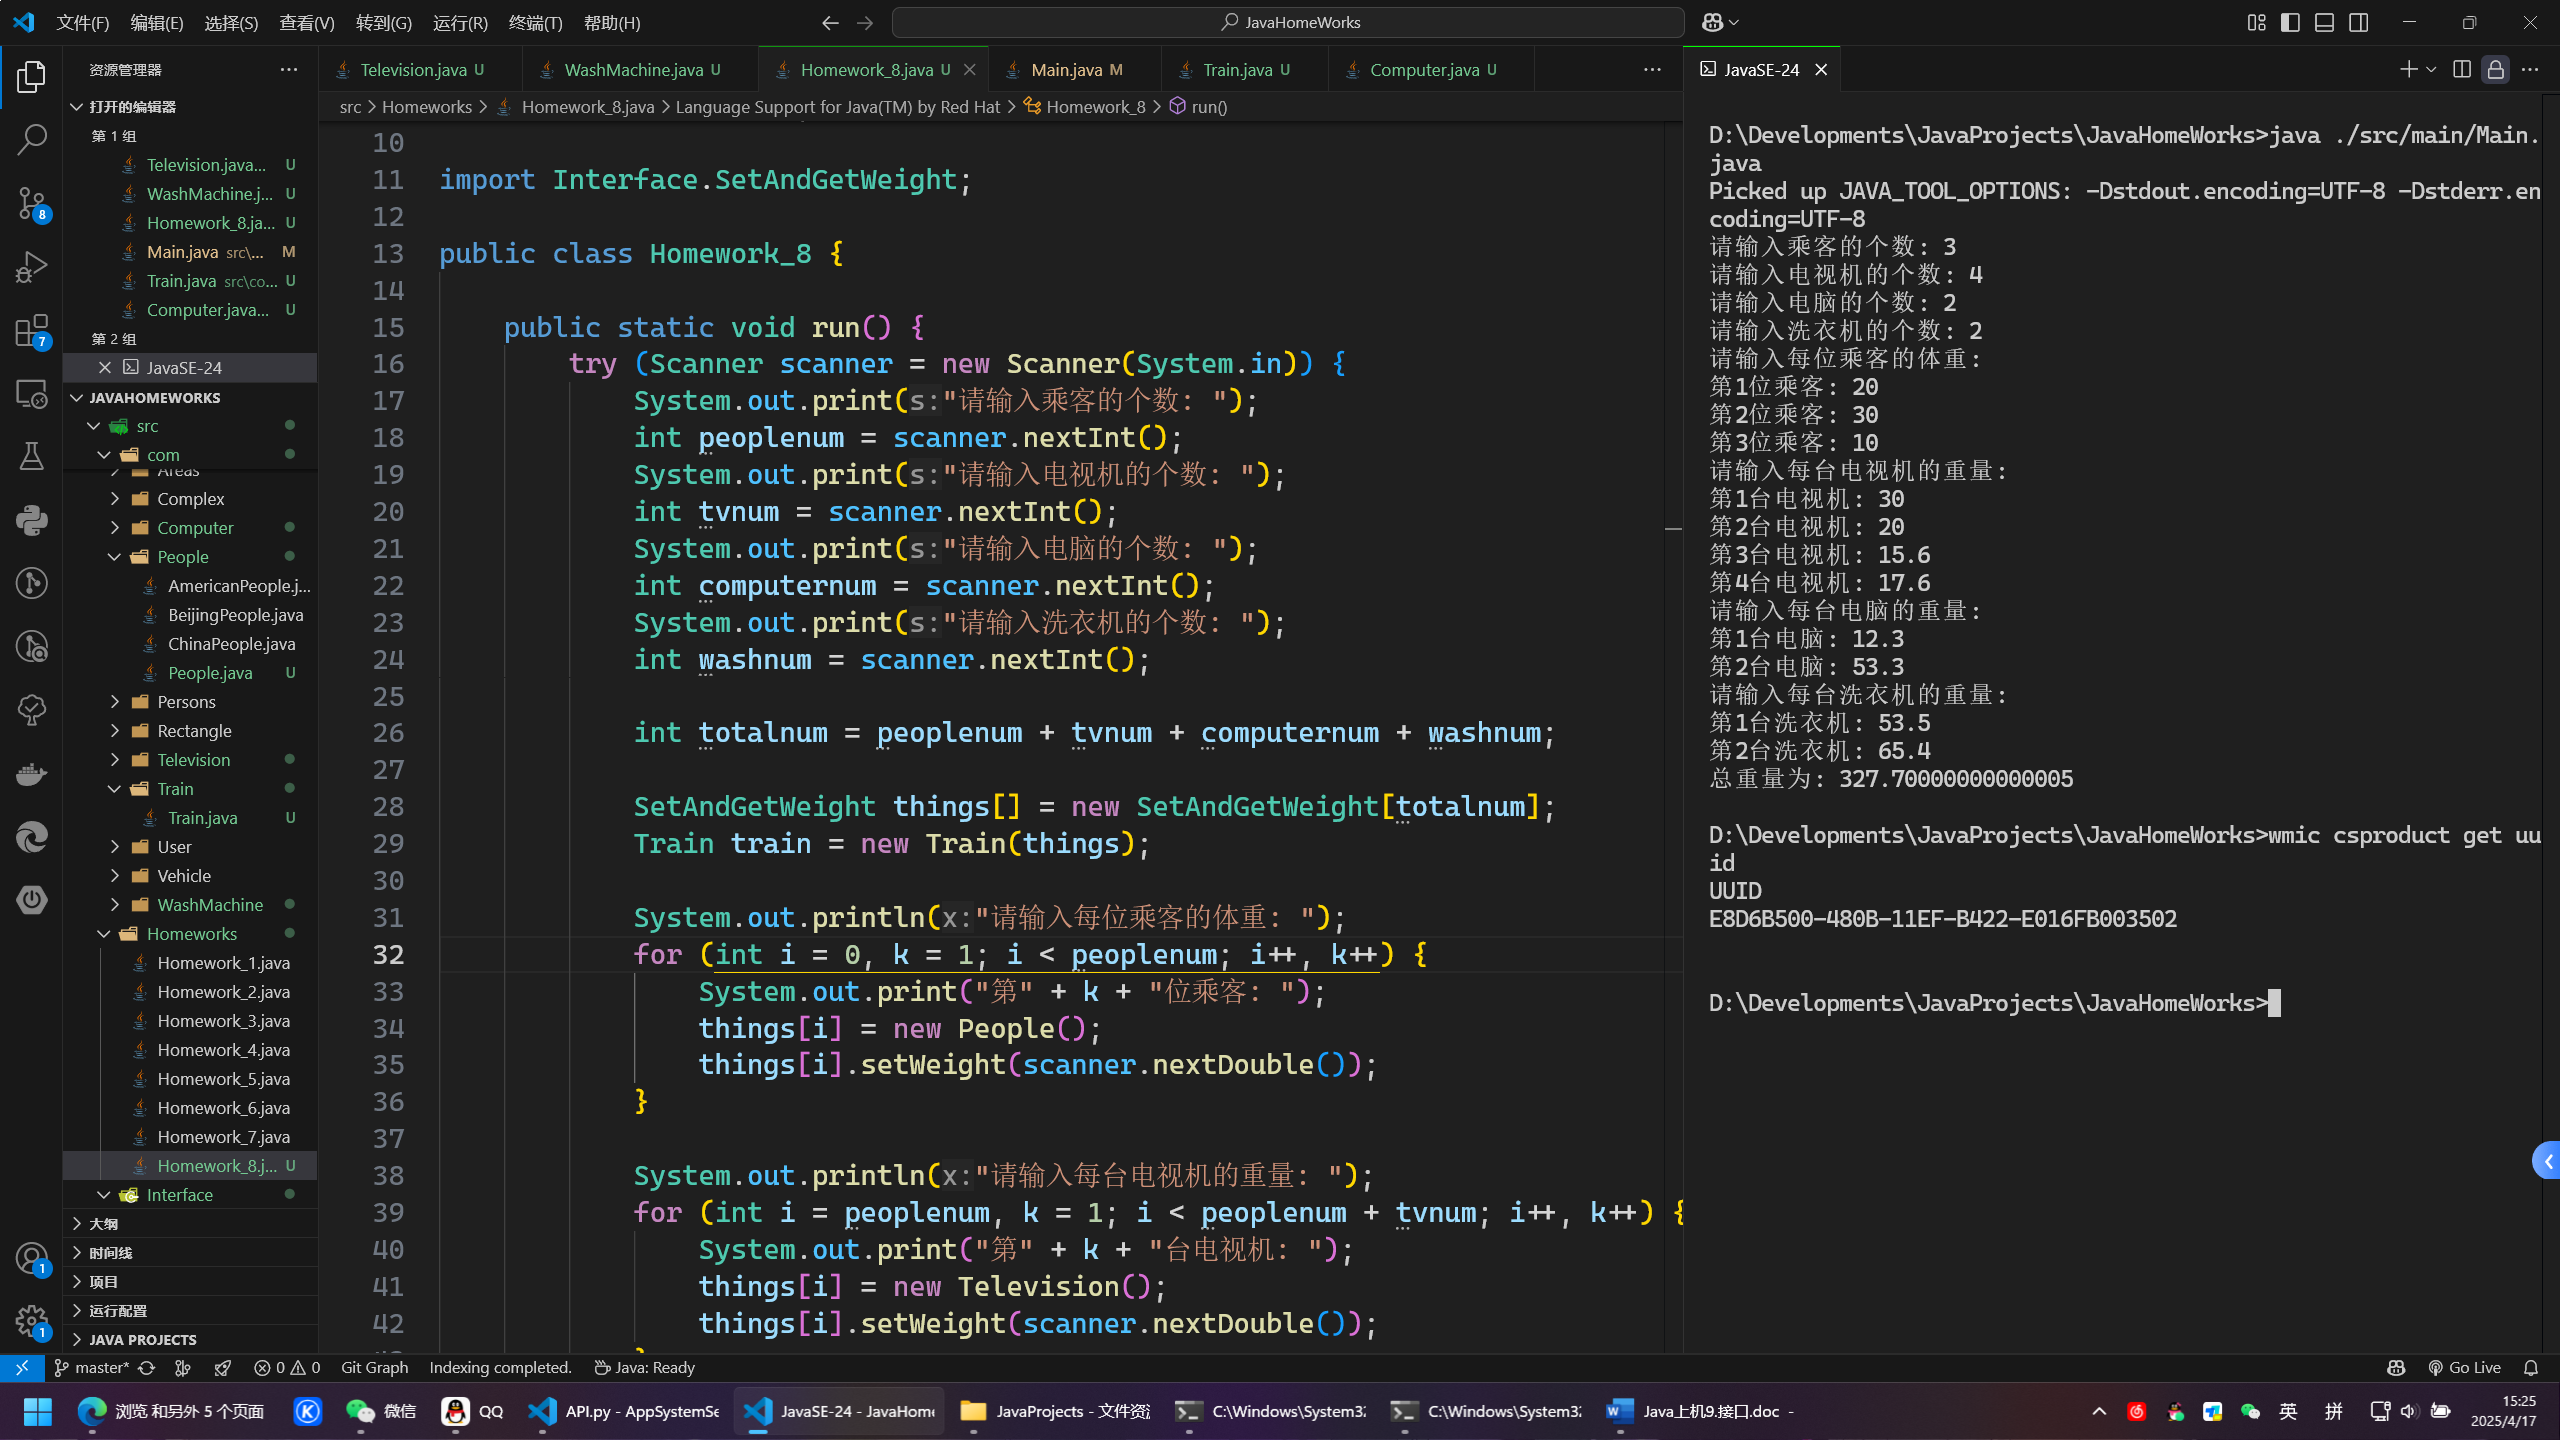 文件(F) 编辑(E) 选择(S) 查看(V) 转到(G) 运行(R) 终端(T) 帮助(H)
JavaHomeWorks
资源管理器
打开的编辑器
第 1 组
Television.java... U
WashMachine.j... U
Homework_8.ja... U
Main.java src\... M
Train.java src\co... U
Computer.java... U
第 2 组
JavaSE-24
JAVAHOMEWORKS
src
com
Areas
Complex
Computer
People
AmericanPeople.j...
BeijingPeople.java
ChinaPeople.java
People.java U
Persons
Rectangle
Television
Train
Train.java U
User
Vehicle
WashMachine
Homeworks
Homework_1.java
Homework_2.java
Homework_3.java
Homework_4.java
Homework_5.java
Homework_6.java
Homework_7.java
Homework_8.j... U
Interface
大纲
时间线
项目
运行配置
JAVA PROJECTS
8
7
1
1
Television.java U WashMachine.java U Homework_8.java U Main.java M Train.java U Computer.java U
src > Homeworks > Homework_8.java > Language Support for Java(TM) by Red Hat > Homework_8 > run()
10
11 import Interface.SetAndGetWeight;
12
13 public class Homework_8 {
14
15 public static void run() {
16 try (Scanner scanner = new Scanner(System.in)) {
17 System.out.print(s:"请输入乘客的个数: ");
18 int peoplenum = scanner.nextInt();
19 System.out.print(s:"请输入电视机的个数: ");
20 int tvnum = scanner.nextInt();
21 System.out.print(s:"请输入电脑的个数: ");
22 int computernum = scanner.nextInt();
23 System.out.print(s:"请输入洗衣机的个数: ");
24 int washnum = scanner.nextInt();
25
26 int totalnum = peoplenum + tvnum + computernum + washnum;
27
28 SetAndGetWeight things[] = new SetAndGetWeight[totalnum];
29 Train train = new Train(things);
30
31 System.out.println(x:"请输入每位乘客的体重: ");
32 for (int i = 0, k = 1; i < peoplenum; i++, k++) {
33 System.out.print("第" + k + "位乘客: ");
34 things[i] = new People();
35 things[i].setWeight(scanner.nextDouble());
36 }
37
38 System.out.println(x:"请输入每台电视机的重量: ");
39 for (int i = peoplenum, k = 1; i < peoplenum + tvnum; i++, k++) {
40 System.out.print("第" + k + "台电视机: ");
41 things[i] = new Television();
42 things[i].setWeight(scanner.nextDouble());
JavaSE-24
D:\Developments\JavaProjects\JavaHomeWorks>java ./src/main/Main.
java
Picked up JAVA_TOOL_OPTIONS: -Dstdout.encoding=UTF-8 -Dstderr.en
coding=UTF-8
请输入乘客的个数: 3
请输入电视机的个数: 4
请输入电脑的个数: 2
请输入洗衣机的个数: 2
请输入每位乘客的体重:
第1位乘客: 20
第2位乘客: 30
第3位乘客: 10
请输入每台电视机的重量:
第1台电视机: 30
第2台电视机: 20
第3台电视机: 15.6
第4台电视机: 17.6
请输入每台电脑的重量:
第1台电脑: 12.3
第2台电脑: 53.3
请输入每台洗衣机的重量:
第1台洗衣机: 53.5
第2台洗衣机: 65.4
总重量为: 327.70000000000005
D:\Developments\JavaProjects\JavaHomeWorks>wmic csproduct get uu
id
UUID
E8D6B500-480B-11EF-B422-E016FB003502
D:\Developments\JavaProjects\JavaHomeWorks>
master* 0 0 Git Graph Indexing completed. Java: Ready Go Live
浏览 和另外 5 个页面 微信 QQ API.py - AppSystemSe JavaSE-24 - JavaHome JavaProjects - 文件资 C:\Windows\System32 C:\Windows\System32 Java上机9.接口.doc -
英 拼
15:25
2025/4/17